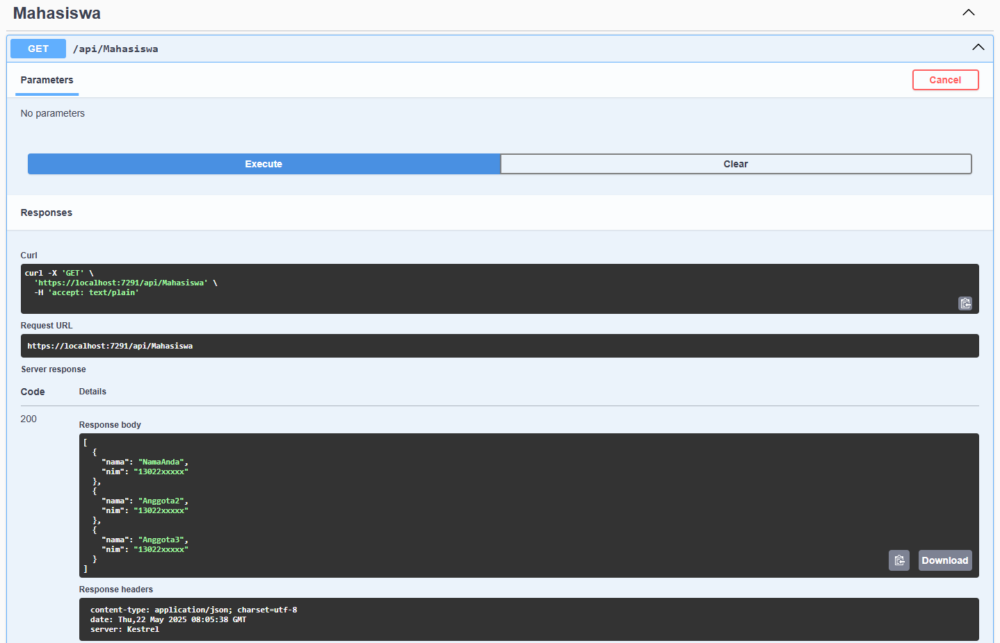 Mahasiswa
GET /api/Mahasiswa
Parameters Cancel
No parameters
Execute Clear
Responses
Curl
curl -X 'GET' \
  'https://localhost:7291/api/Mahasiswa' \
  -H 'accept: text/plain'
Request URL
https://localhost:7291/api/Mahasiswa
Server response
Code Details
200
Response body
[
  {
    "nama": "NamaAnda",
    "nim": "13022xxxxx"
  },
  {
    "nama": "Anggota2",
    "nim": "13022xxxxx"
  },
  {
    "nama": "Anggota3",
    "nim": "13022xxxxx"
  }
]
Download
Response headers
content-type: application/json; charset=utf-8
date: Thu,22 May 2025 08:05:38 GMT
server: Kestrel